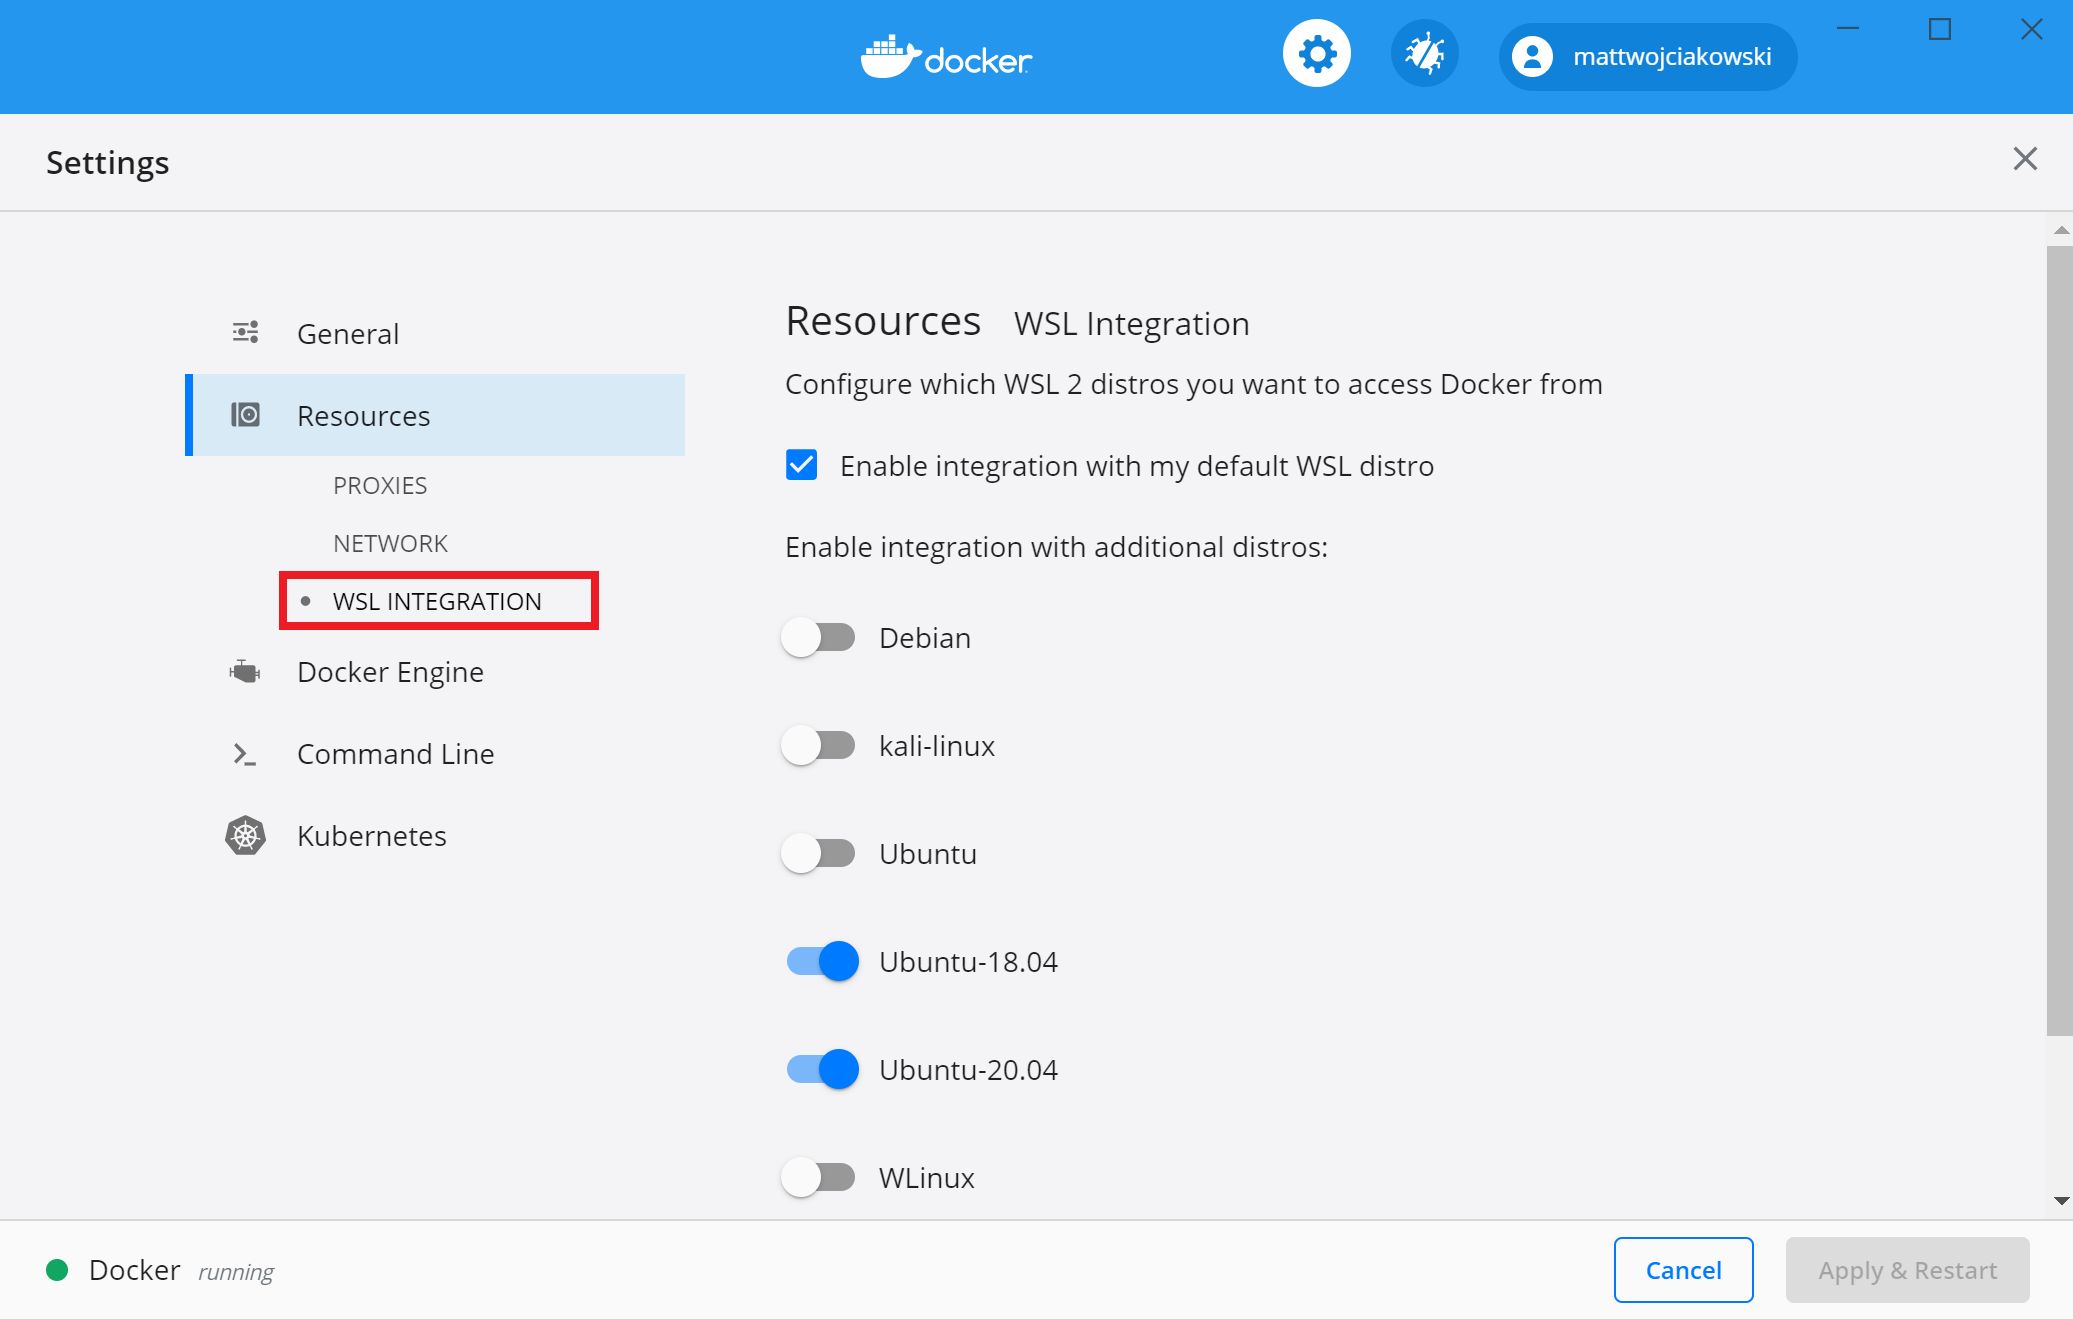 docker
mattwojciakowski
Settings
General
Resources
PROXIES
NETWORK
WSL INTEGRATION
Docker Engine
Command Line
Kubernetes
Resources WSL Integration
Configure which WSL 2 distros you want to access Docker from
Enable integration with my default WSL distro
Enable integration with additional distros:
Debian
kali-linux
Ubuntu
Ubuntu-18.04
Ubuntu-20.04
WLinux
Docker running
Cancel
Apply & Restart